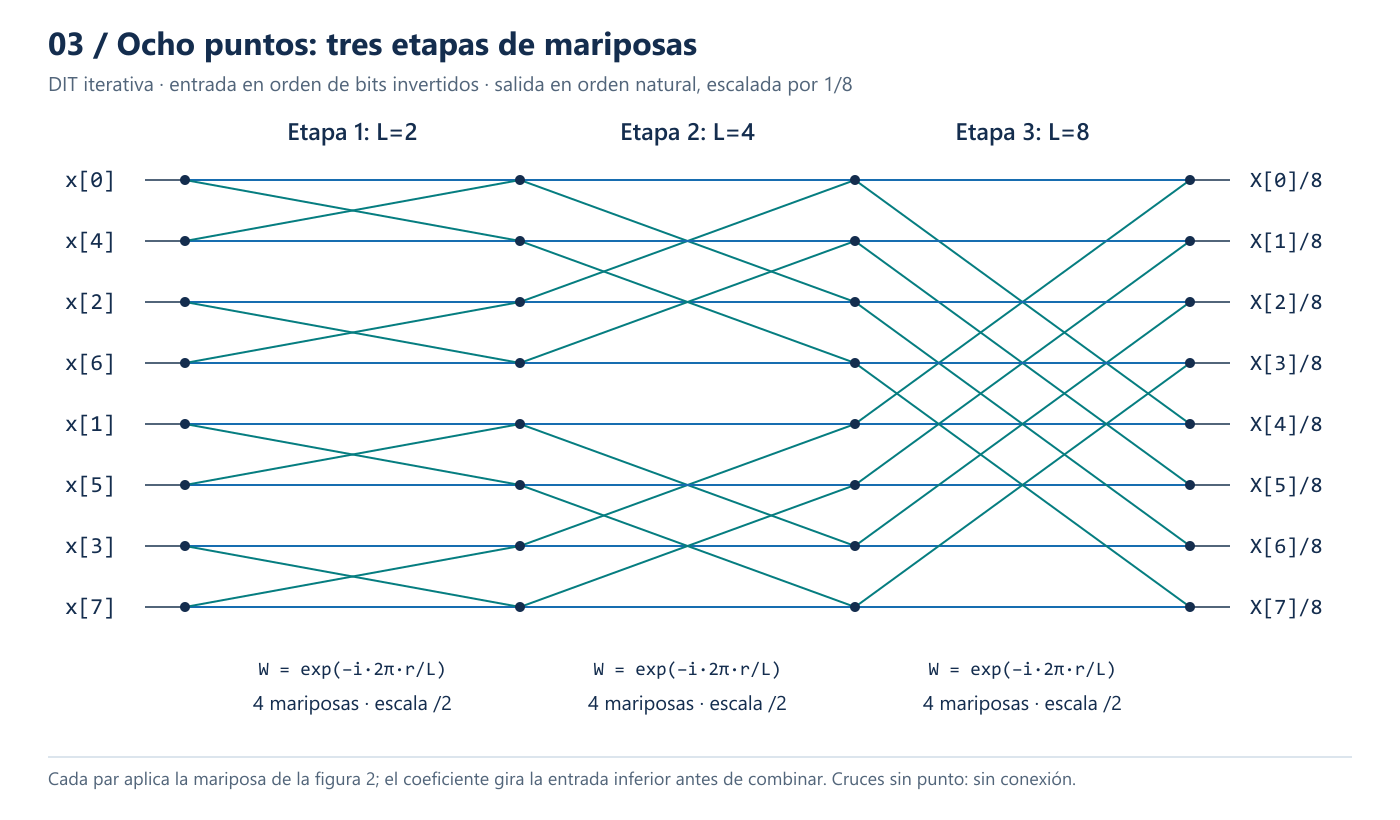 03 / Ocho puntos: tres etapas de mariposas
DIT iterativa · entrada en orden de bits invertidos · salida en orden natural, escalada por 1/8
Etapa 1: L=2
Etapa 2: L=4
Etapa 3: L=8
x[0]
X[0]/8
x[4]
X[1]/8
x[2]
X[2]/8
x[6]
X[3]/8
x[1]
X[4]/8
x[5]
X[5]/8
x[3]
X[6]/8
x[7]
X[7]/8
W = exp(−i·2π·r/L)
W = exp(−i·2π·r/L)
W = exp(−i·2π·r/L)
4 mariposas · escala /2
4 mariposas · escala /2
4 mariposas · escala /2
Cada par aplica la mariposa de la figura 2; el coeficiente gira la entrada inferior antes de combinar. Cruces sin punto: sin conexión.